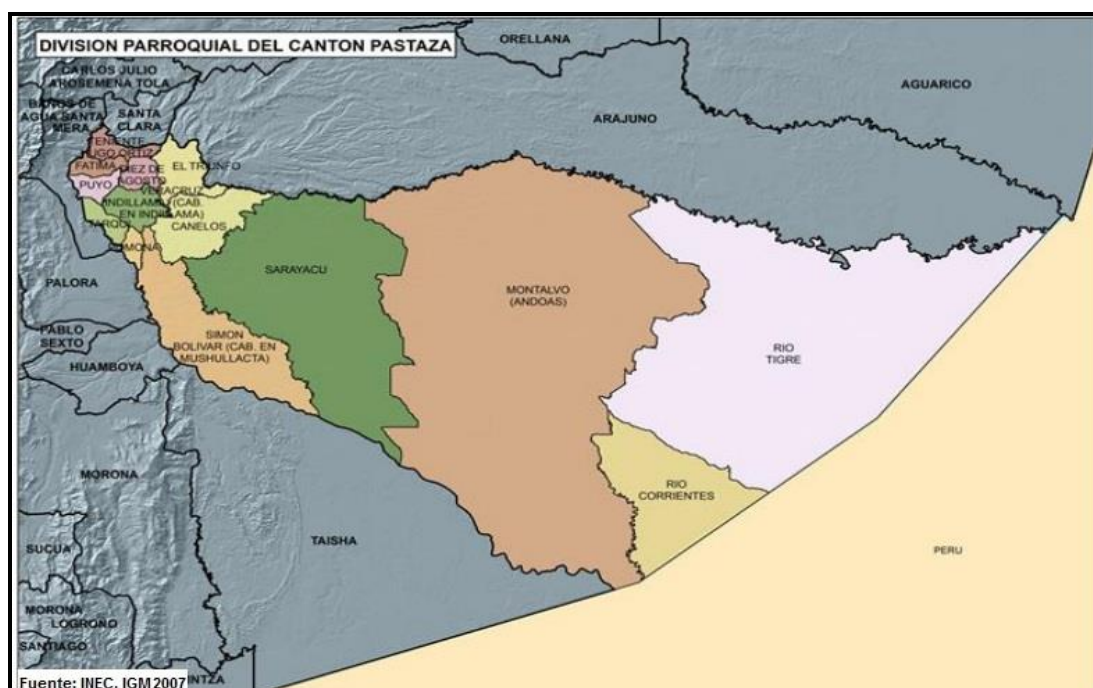 DIVISION PARROQUIAL DEL CANTON PASTAZA
ORELLANA
AGUARICO
CARLOS JULIO
AROSEMENA TOLA
BAÑOS DE
AGUA SANTA
MERA
SANTA
CLARA
ARAJUNO
TENIENTE
HUGO ORTIZ
FATIMA
DIEZ DE
AGOSTO
EL TRIUNFO
PUYO
VERACRUZ
(INDILLAMA) (CAB.
EN INDILLAMA)
TARQUI
CANELOS
POMONA
SARAYACU
MONTALVO
(ANDOAS)
PALORA
PABLO
SEXTO
HUAMBOYA
SIMON
BOLIVAR (CAB. EN
MUSHULLACTA)
RIO
TIGRE
MORONA
RIO
CORRIENTES
SUCUA
TAISHA
PERU
MORONA
LOGROÑO
SANTIAGO
Fuente: INEC, IGM 2007